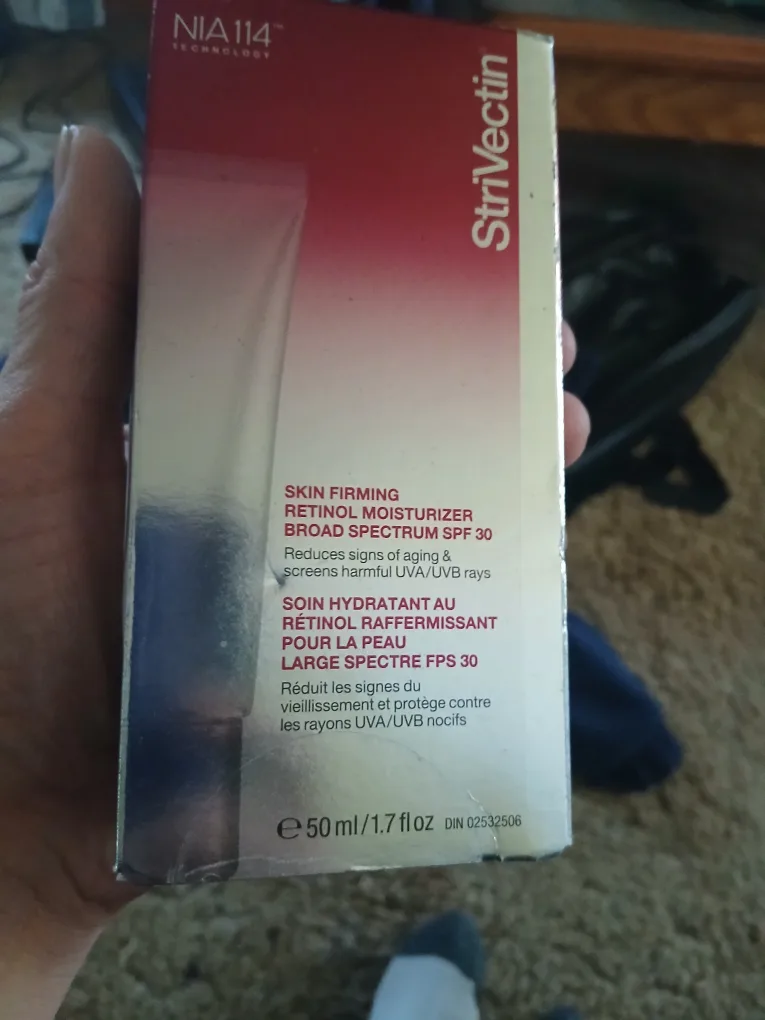 NIA114™
TECHNOLOGY
StriVectin®
SKIN FIRMING
RETINOL MOISTURIZER
BROAD SPECTRUM SPF 30
Reduces signs of aging &
screens harmful UVA/UVB rays
SOIN HYDRATANT AU
RÉTINOL RAFFERMISSANT
POUR LA PEAU
LARGE SPECTRE FPS 30
Réduit les signes du
vieillissement et protège contre
les rayons UVA/UVB nocifs
℮ 50 ml/1.7 fl oz DIN 02532506